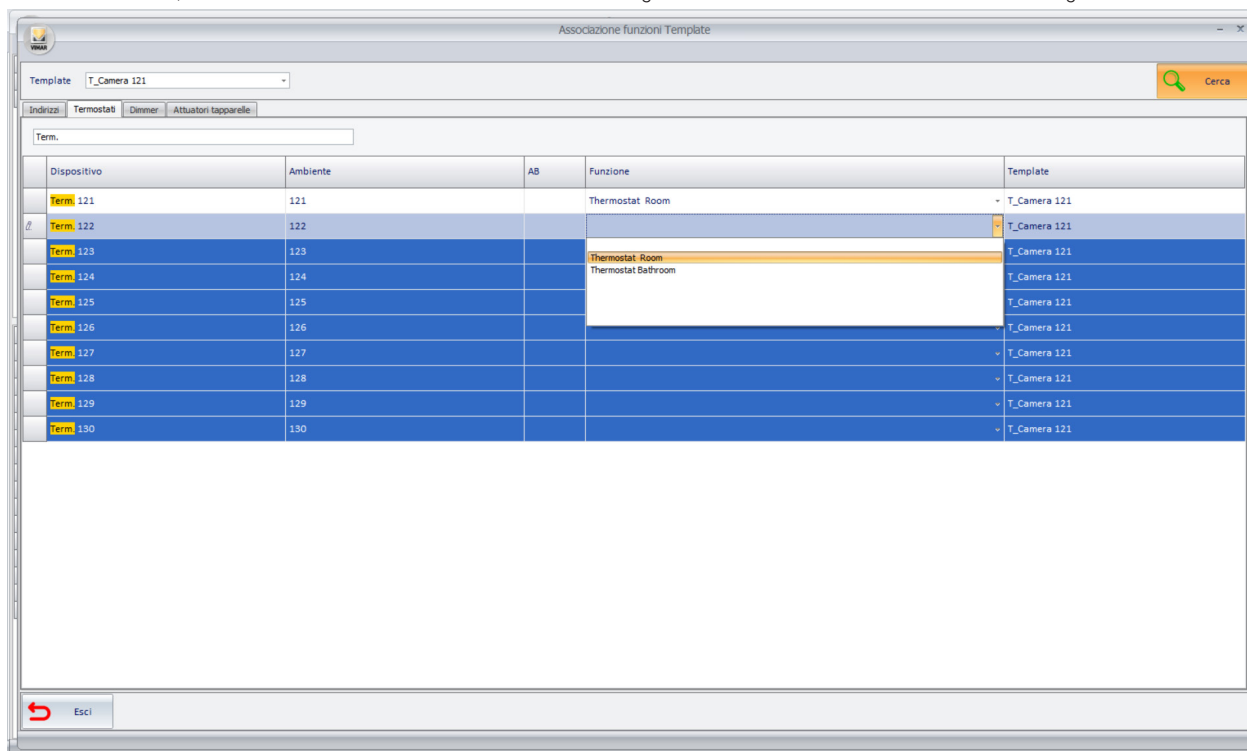 Associazione funzioni Template
VIMAR
Template T_Camera 121 Cerca
Indirizzi Termostati Dimmer Attuatori tapparelle
Term.
Dispositivo Ambiente AB Funzione Template
Term. 121 121 Thermostat Room T_Camera 121
Term. 122 122 T_Camera 121
Term. 123 123 T_Camera 121
Thermostat Room
Thermostat Bathroom
Term. 124 124 T_Camera 121
Term. 125 125 T_Camera 121
Term. 126 126 T_Camera 121
Term. 127 127 T_Camera 121
Term. 128 128 T_Camera 121
Term. 129 129 T_Camera 121
Term. 130 130 T_Camera 121
Esci